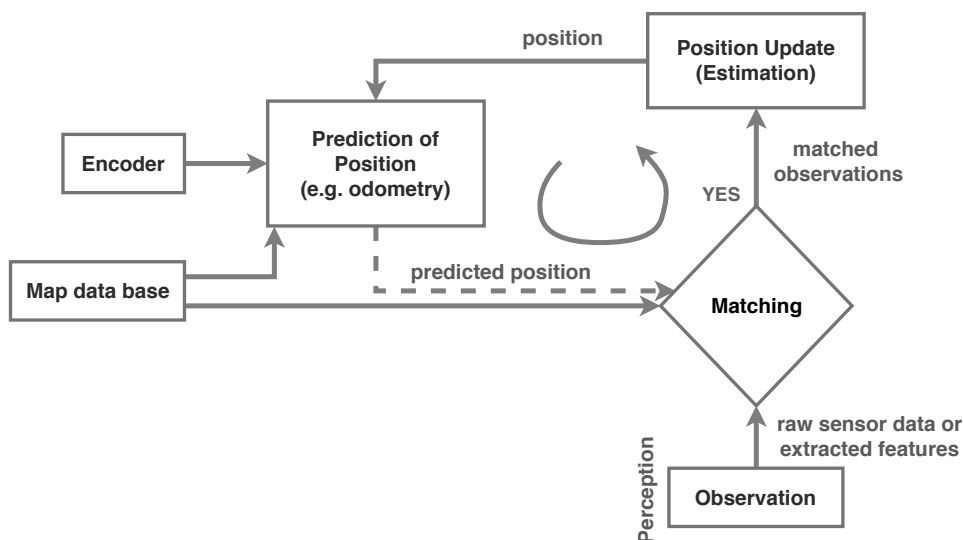 position
Position Update
(Estimation)
Prediction of
Position
(e.g. odometry)
Encoder
matched
observations
YES
predicted position
Map data base
Matching
raw sensor data or
extracted features
Perception
Observation